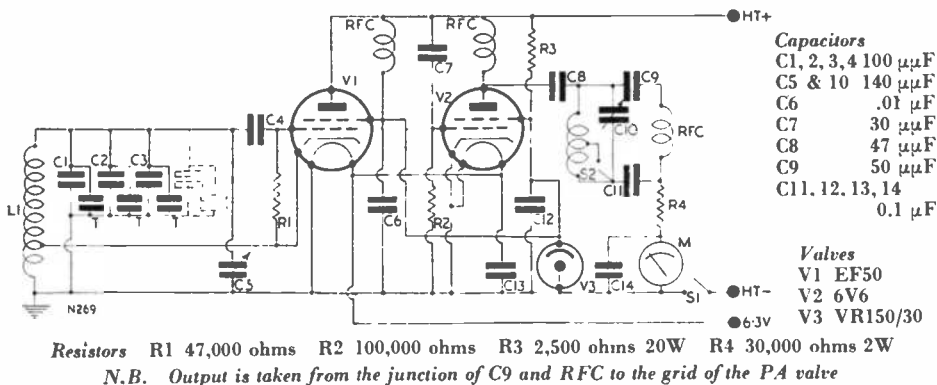 HT+
RFC
RFC
C7
R3
V1
V2
C8
C9
C4
C10
RFC
C1
C2
C3
S2
C11
R4
L1
R1
C6
R2
C12
M
C5
C13
V3
C14
S1
HT-
N269
6·3V
Capacitors
C1, 2, 3, 4 100 μμF
C5 & 10 140 μμF
C6 .01 μF
C7 30 μμF
C8 47 μμF
C9 50 μμF
C11, 12, 13, 14
0.1 μF
Valves
V1 EF50
V2 6V6
V3 VR150/30
Resistors R1 47,000 ohms R2 100,000 ohms R3 2,500 ohms 20W R4 30,000 ohms 2W
N.B. Output is taken from the junction of C9 and RFC to the grid of the PA valve